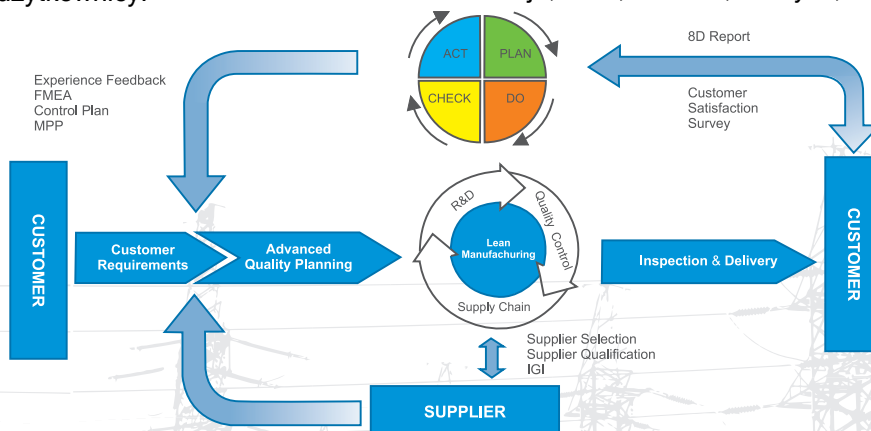 ACT
PLAN
CHECK
DO
8D Report
Experience Feedback
FMEA
Control Plan
MPP
Customer
Satisfaction
Survey
CUSTOMER
Customer
Requirements
Advanced
Quality Planning
R&D
Quality Control
Supply Chain
Lean
Manufachuring
Inspection & Delivery
CUSTOMER
Supplier Selection
Supplier Qualification
IGI
SUPPLIER